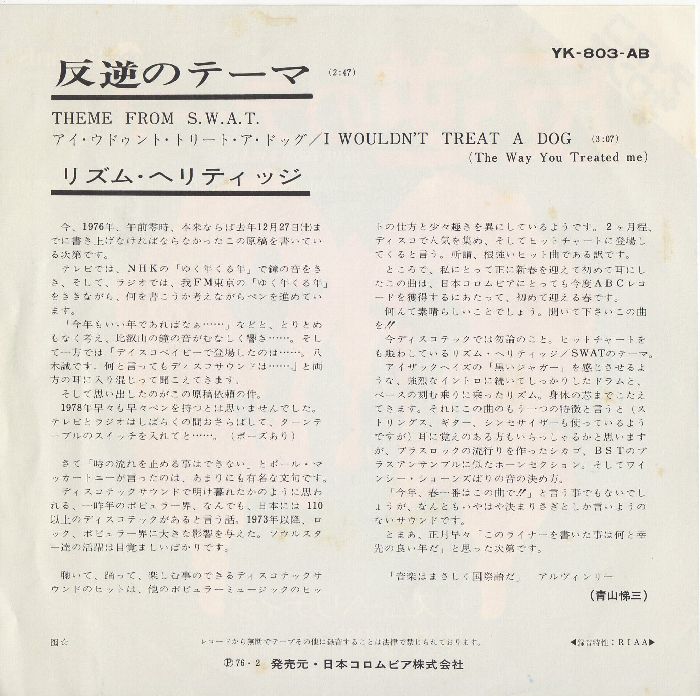 YK-803-AB
反逆のテーマ (2:47)
THEME FROM S.W.A.T.
アイ・ウドゥント・トリート・ア・ドッグ／I WOULDN'T TREAT A DOG (3:07)
(The Way You Treated me)
リズム・ヘリティッジ
今、1976年、午前零時、本来ならば去年12月27日(土)ま
でに書き上げなければならなかったこの原稿を書いてい
る次第です。
テレビでは、NHKの「ゆく年くる年」で鐘の音をき
き、そして、ラジオでは、我FM東京の「ゆく年くる年」
をききながら、何を書こうか考えながらペンを進めてい
ます。
「今年もいい年であればなぁ……」などと、とりとめ
もなく考え、比叡山の鐘の音がむなしく響き……。そし
て一方では「デイスコベイビーで登場したのは……。八
木誠です。何と言ってもディスコサウンドは……」と両
方の耳に入り混じって聞こえてきます。
そして思い出したのがこの原稿依頼の件。
1978年早々も早々ペンを持つとは思いませんでした。
テレビとラジオはしばらくの間おさらばして、ターンテ
ーブルのスイッチを入れてと……。(ポーズあり)
さて「時の流れを止める事はできない」とポール・マ
ッカートニーが言ったのは、あまりにも有名な文句です。
ディスコテックサウンドで明け暮れたかのように思わ
れる、一昨年のポピュラー界、なんでも、日本には 110
以上のディスコテックがあると言う話、1973年以降、ロ
ック、ポピュラー界に大きな影響を与えた。ソウルスタ
ー達の活躍は目覚ましいばかりです。
聴いて、踊って、楽しむ事のできるディスコテックサ
ウンドのヒットは、他のポピュラーミュージックのヒッ
トの仕方と少々趣きを異にしているようです。2ヶ月程、
ディスコで人気を集め、そしてヒットチャートに登場し
てくると言う。所謂、根強いヒット曲である訳です。
ところで、私にとって正に新春を迎えて初めて耳にし
たこの曲は、日本コロムビアにとっても今度ABCレコ
ードを獲得するにあたって、初めて迎える春です。
何んて素晴らしいことでしょう。聞いて下さいこの曲
を!!
今ディスコテックでは勿論のこと。ヒットチャートを
も賑わしているリズム・ヘリティッジ／SWATのテーマ。
アイザックヘイズの「黒いジャガー」を感じさせるよ
うな、強烈なイントロに続いてしっかりしたドラムと、
ベースの刻む乗りに乗ったリズム。身体の芯までこたえ
てきます。それにこの曲のもう一つの特徴と言うと(ス
トリングス、ギター、シンセサイザーも使っているよう
ですが)耳に覚えのある方もいらっしゃるかと思います
が、ブラスロックの流行りを作ったシカゴ、BSTのブ
ラスアンサンブルに似たホーンセクション。そしてクイ
ンシー・ジョーンズばりの音の決め方。
「今年、春一番はこの曲で!!」と言う事でもないでし
ょうが、なんともいやはや決まりすぎとしか言いようの
ないサウンドです。
とまあ、正月早々「このライナーを書いた事は何と幸
先の良い年だ」と思った次第です。
「音楽はまさしく国際語だ」　アルヴィンリー
(青山悌三)
図☆
レコードから無断でテープその他に録音することは法律で禁じられております。
◀録音特性:RIAA▶
Ⓟ76・2　発売元・日本コロムビア株式会社